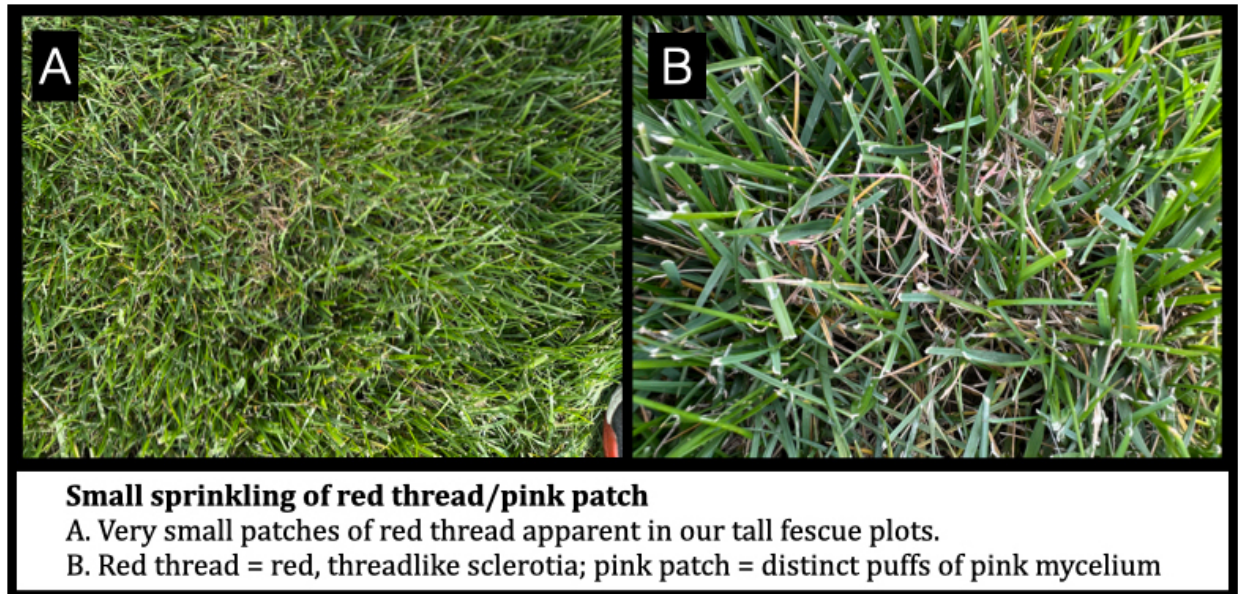 A
B
Small sprinkling of red thread/pink patch
A. Very small patches of red thread apparent in our tall fescue plots.
B. Red thread = red, threadlike sclerotia; pink patch = distinct puffs of pink mycelium